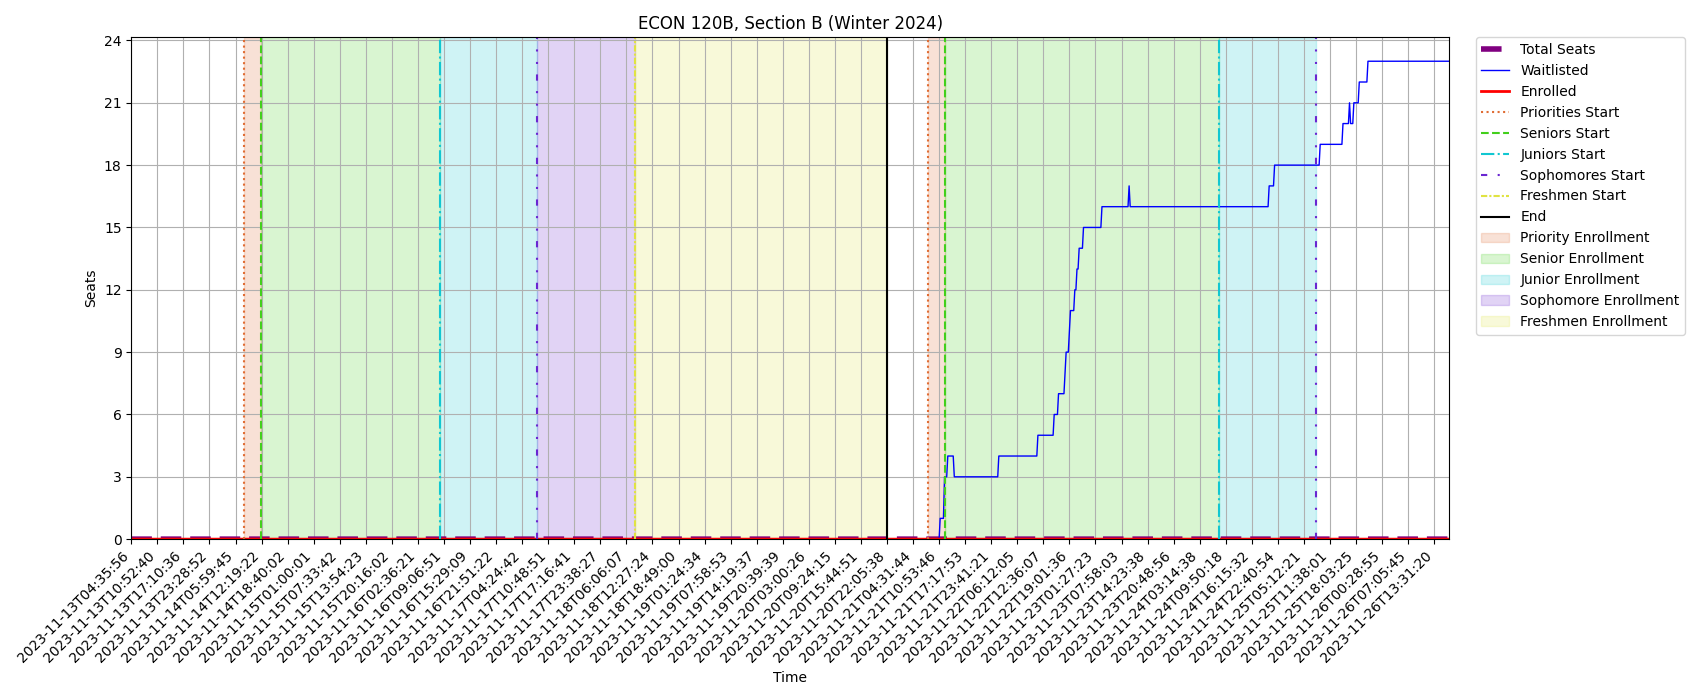 ECON 120B, Section B (Winter 2024)
24
21
18
15
12
9
6
3
0
Seats
Total Seats
Waitlisted
Enrolled
Priorities Start
Seniors Start
Juniors Start
Sophomores Start
Freshmen Start
End
Priority Enrollment
Senior Enrollment
Junior Enrollment
Sophomore Enrollment
Freshmen Enrollment
2023-11-13T04:35:56
2023-11-13T10:52:40
2023-11-13T17:10:36
2023-11-13T23:28:52
2023-11-14T05:59:45
2023-11-14T12:19:22
2023-11-14T18:40:02
2023-11-15T01:00:01
2023-11-15T07:33:42
2023-11-15T13:54:23
2023-11-15T20:16:02
2023-11-16T02:36:21
2023-11-16T09:06:51
2023-11-16T15:29:09
2023-11-16T21:51:22
2023-11-17T04:24:42
2023-11-17T10:48:51
2023-11-17T17:16:41
2023-11-17T23:38:27
2023-11-18T06:06:07
2023-11-18T12:27:24
2023-11-18T18:49:00
2023-11-19T01:24:34
2023-11-19T07:58:53
2023-11-19T14:19:37
2023-11-19T20:39:39
2023-11-20T03:00:26
2023-11-20T09:24:15
2023-11-20T15:44:51
2023-11-20T22:05:38
2023-11-21T04:31:44
2023-11-21T10:53:46
2023-11-21T17:17:53
2023-11-21T23:41:21
2023-11-22T06:12:05
2023-11-22T12:36:07
2023-11-22T19:01:36
2023-11-23T01:27:23
2023-11-23T07:58:03
2023-11-23T14:23:38
2023-11-23T20:48:56
2023-11-24T03:14:38
2023-11-24T09:50:18
2023-11-24T16:15:32
2023-11-24T22:40:54
2023-11-25T05:12:21
2023-11-25T11:38:01
2023-11-25T18:03:25
2023-11-26T00:28:55
2023-11-26T07:05:45
2023-11-26T13:31:20
Time